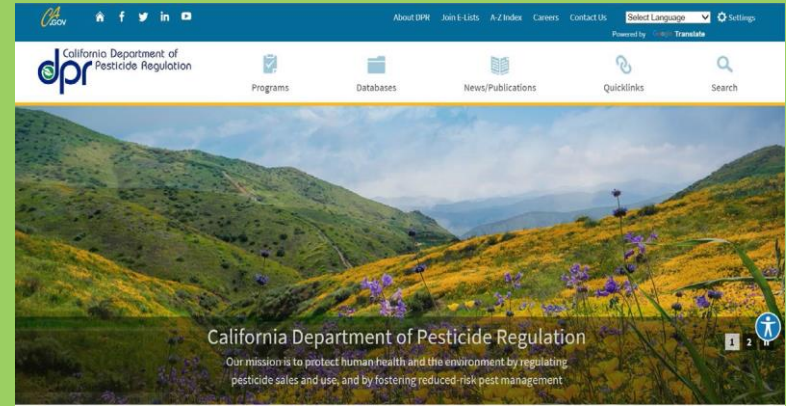 CA.GOV
About DPR Join E-Lists A-Z Index Careers Contact Us Select Language Settings
Powered by Google Translate
California Department of
Pesticide Regulation
dpr
Programs Databases News/Publications Quicklinks Search
California Department of Pesticide Regulation
Our mission is to protect human health and the environment by regulating
pesticide sales and use, and by fostering reduced-risk pest management
1 2